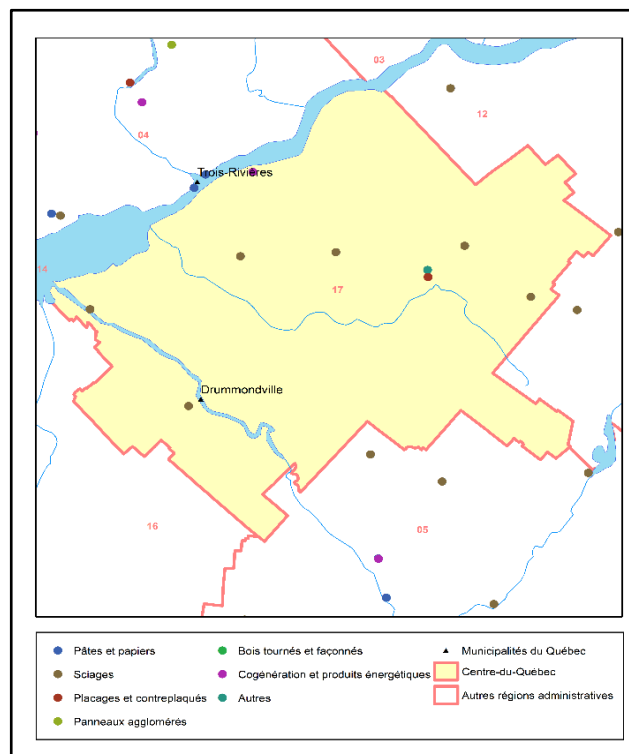 03
12
04
Trois-Rivières
14
17
Drummondville
16
05
Pâtes et papiers
Bois tournés et façonnés
Municipalités du Québec
Sciages
Cogénération et produits énergétiques
Centre-du-Québec
Placages et contreplaqués
Autres
Autres régions administratives
Panneaux agglomérés